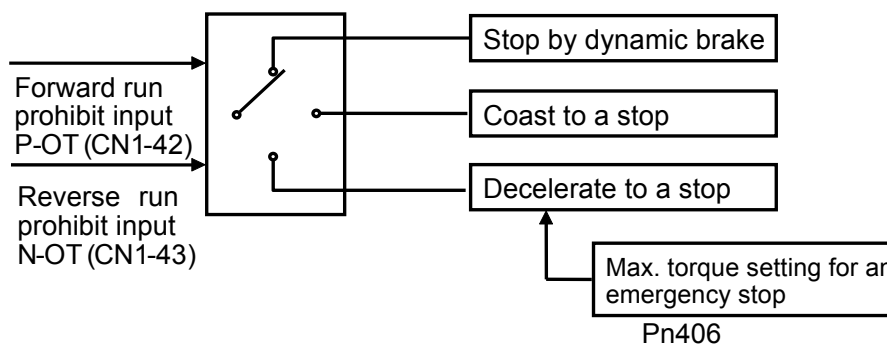 Stop by dynamic brake
Forward run
prohibit input
P-OT (CN1-42)
Coast to a stop
Reverse run
prohibit input
N-OT (CN1-43)
Decelerate to a stop
Max. torque setting for an
emergency stop
Pn406